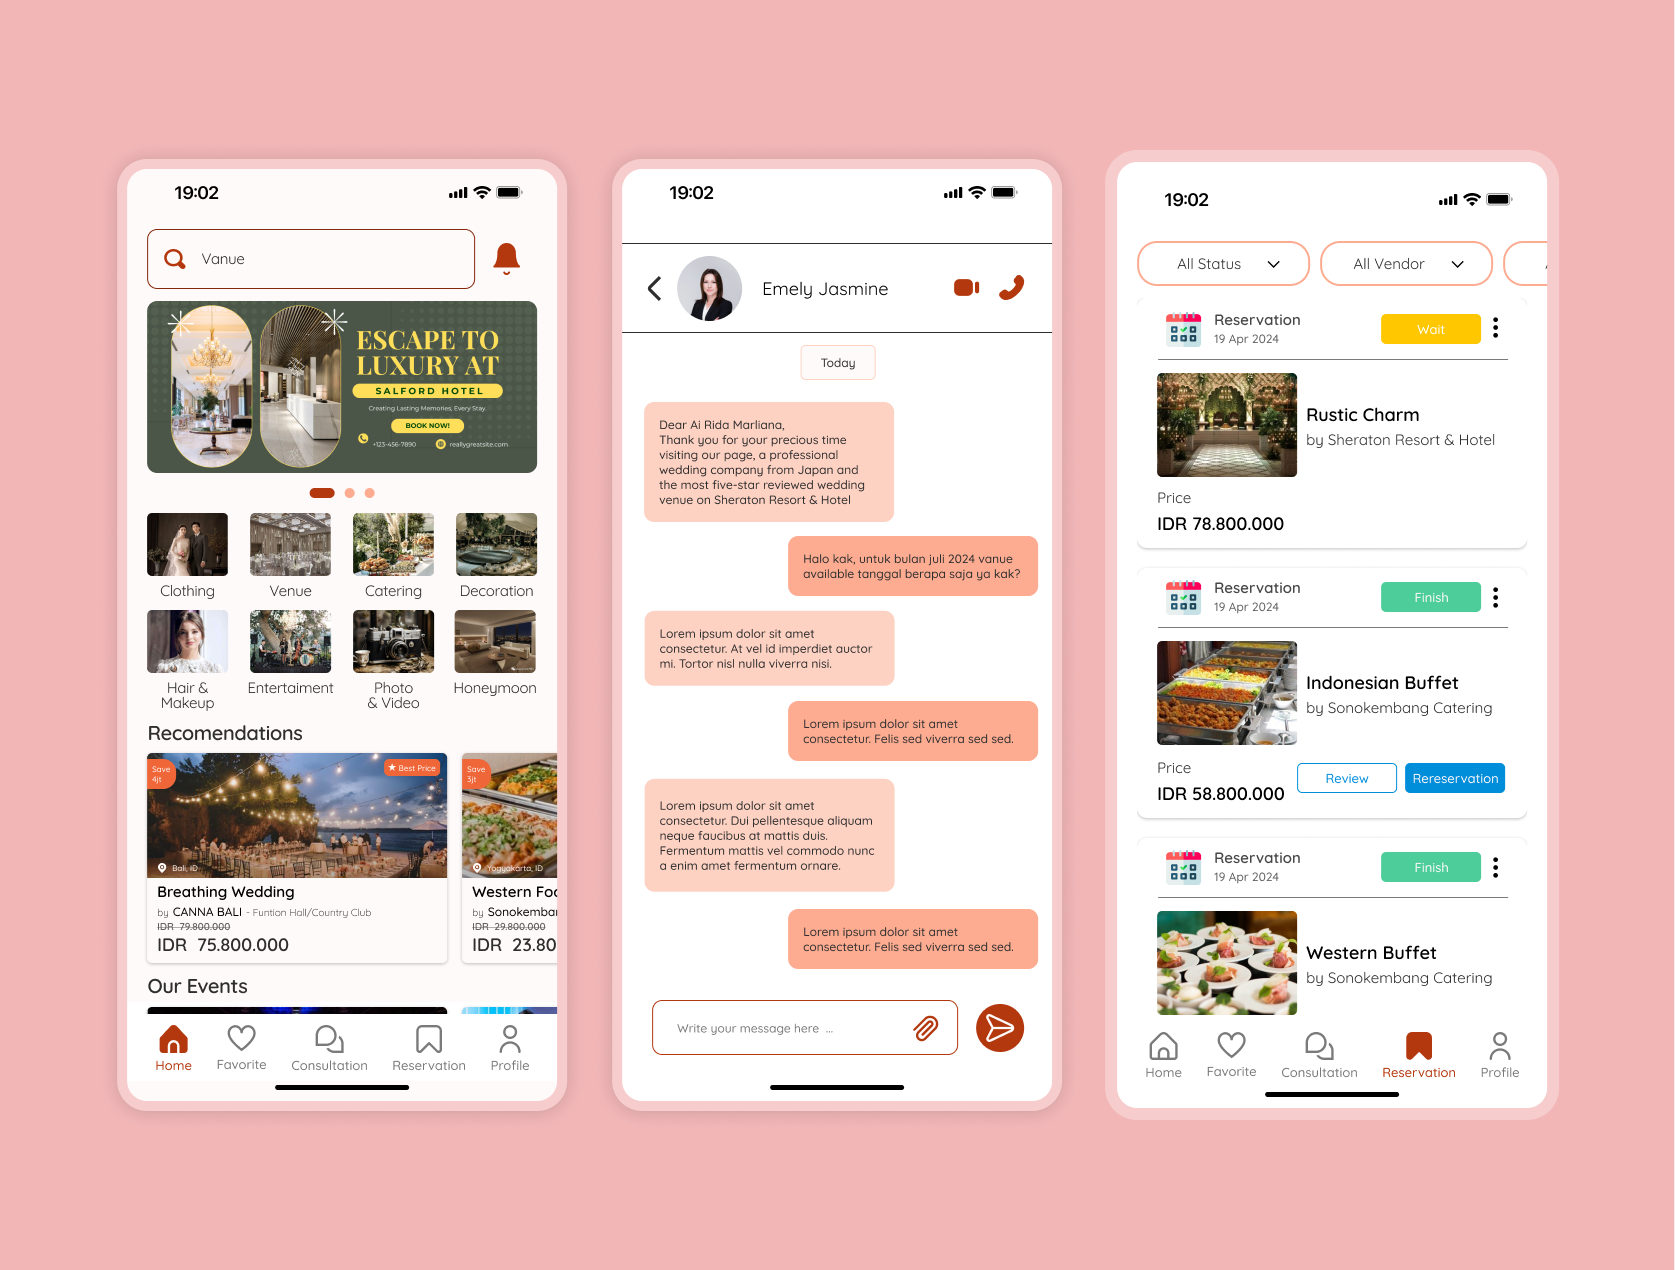 19:02
Vanue
ESCAPE TO
LUXURY AT
SALFORD HOTEL
Creating Lasting Memories, Every Stay.
BOOK NOW!
+123-456-7890
reallygreatsite.com
Clothing
Venue
Catering
Decoration
Hair &
Makeup
Entertaiment
Photo
& Video
Honeymoon
Recomendations
Save
4jt
Best Price
Bali, ID
Breathing Wedding
by CANNA BALI - Funtion Hall/Country Club
IDR 79.800.000
IDR 75.800.000
Save
3jt
Yogyakarta, ID
Western Foo
by Sonokembar
IDR 29.800.000
IDR 23.80
Our Events
Home
Favorite
Consultation
Reservation
Profile
19:02
Emely Jasmine
Today
Dear Ai Rida Marliana,
Thank you for your precious time
visiting our page, a professional
wedding company from Japan and
the most five-star reviewed wedding
venue on Sheraton Resort & Hotel
Halo kak, untuk bulan juli 2024 vanue
available tanggal berapa saja ya kak?
Lorem ipsum dolor sit amet
consectetur. At vel id imperdiet auctor
mi. Tortor nisl nulla viverra nisi.
Lorem ipsum dolor sit amet
consectetur. Felis sed viverra sed sed.
Lorem ipsum dolor sit amet
consectetur. Dui pellentesque aliquam
neque faucibus at mattis duis.
Fermentum mattis vel commodo nunc
a enim amet fermentum ornare.
Lorem ipsum dolor sit amet
consectetur. Felis sed viverra sed sed.
Write your message here ...
19:02
All Status
All Vendor
Reservation
19 Apr 2024
Wait
Rustic Charm
by Sheraton Resort & Hotel
Price
IDR 78.800.000
Reservation
19 Apr 2024
Finish
Indonesian Buffet
by Sonokembang Catering
Price
IDR 58.800.000
Review
Rereservation
Reservation
19 Apr 2024
Finish
Western Buffet
by Sonokembang Catering
Home
Favorite
Consultation
Reservation
Profile